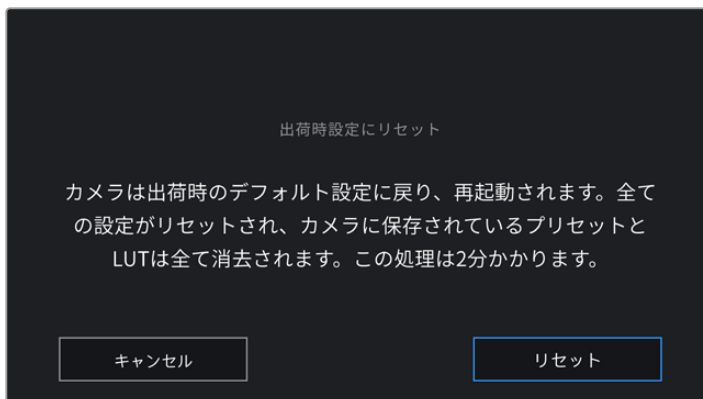 出荷時設定にリセット
カメラは出荷時のデフォルト設定に戻り、再起動されます。全て
の設定がリセットされ、カメラに保存されているプリセットと
LUTは全て消去されます。この処理は2分かかります。
キャンセル
リセット